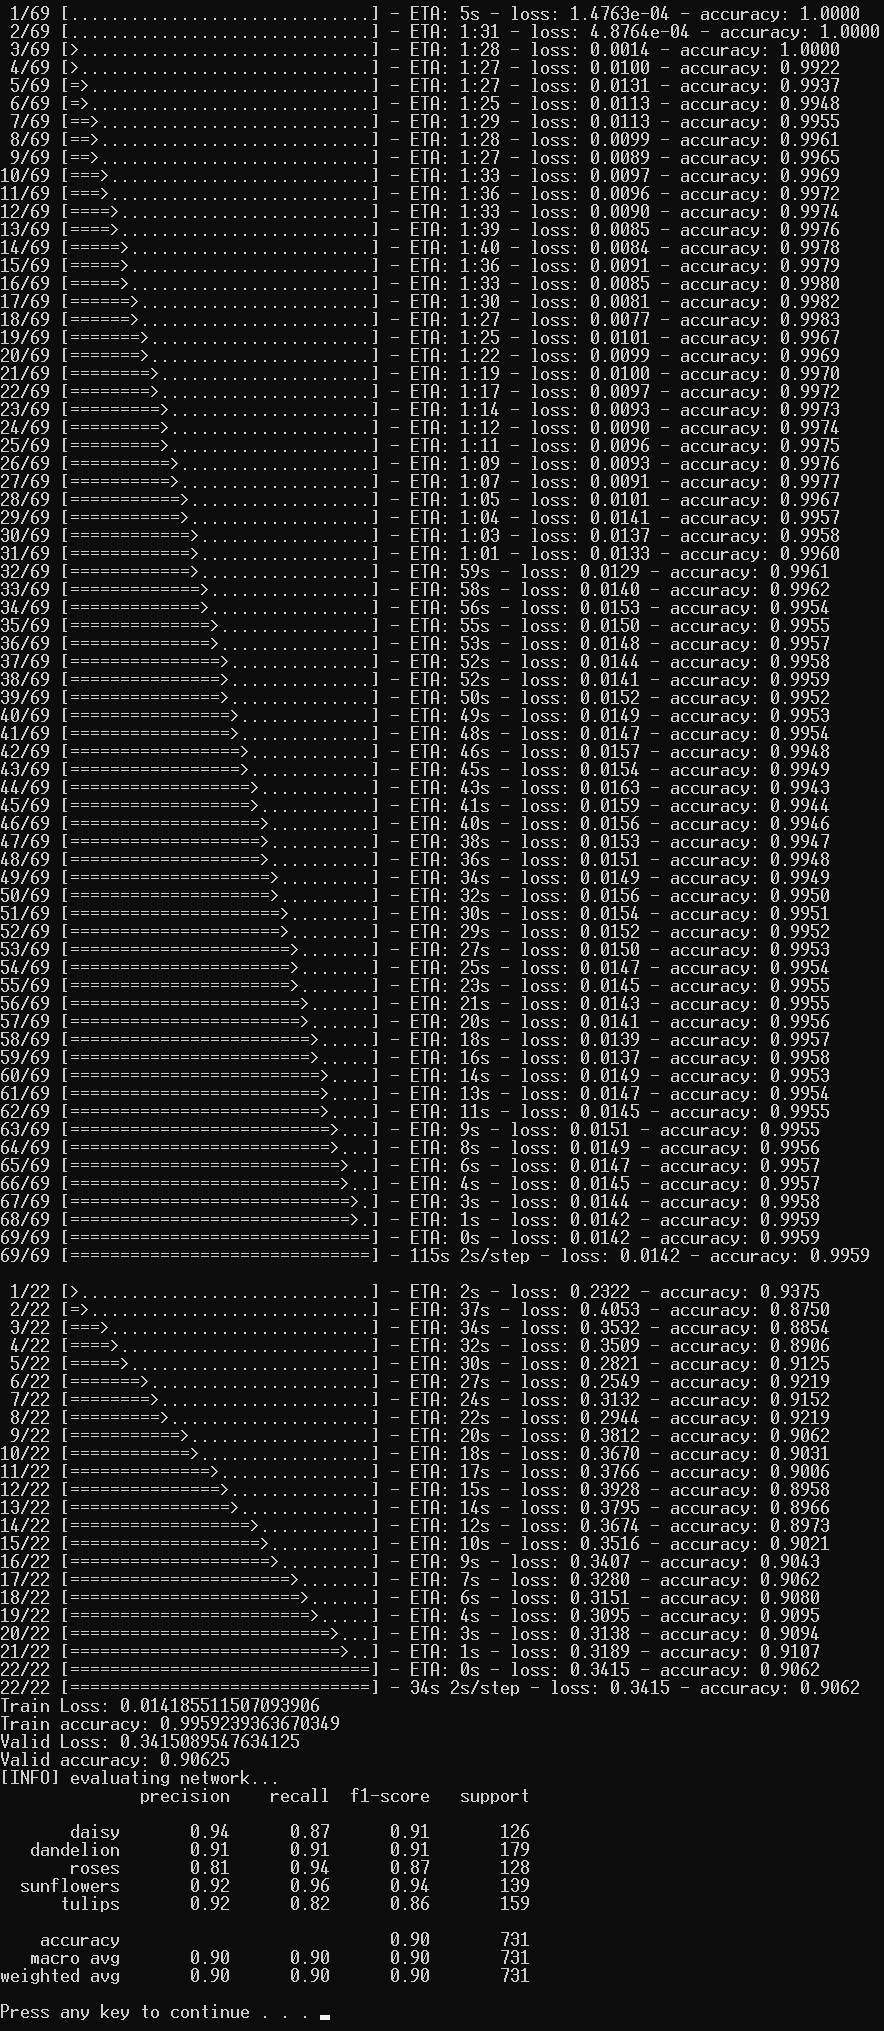 1/69 [..............................] - ETA: 5s - loss: 1.4763e-04 - accuracy: 1.0000
2/69 [..............................] - ETA: 1:31 - loss: 4.8764e-04 - accuracy: 1.0000
3/69 [>.............................] - ETA: 1:28 - loss: 0.0014 - accuracy: 1.0000
4/69 [>.............................] - ETA: 1:27 - loss: 0.0100 - accuracy: 0.9922
5/69 [=>............................] - ETA: 1:27 - loss: 0.0131 - accuracy: 0.9937
6/69 [=>............................] - ETA: 1:25 - loss: 0.0113 - accuracy: 0.9948
7/69 [==>...........................] - ETA: 1:29 - loss: 0.0113 - accuracy: 0.9955
8/69 [==>...........................] - ETA: 1:28 - loss: 0.0099 - accuracy: 0.9961
9/69 [==>...........................] - ETA: 1:27 - loss: 0.0089 - accuracy: 0.9965
10/69 [===>..........................] - ETA: 1:33 - loss: 0.0097 - accuracy: 0.9969
11/69 [===>..........................] - ETA: 1:36 - loss: 0.0096 - accuracy: 0.9972
12/69 [====>.........................] - ETA: 1:33 - loss: 0.0090 - accuracy: 0.9974
13/69 [====>.........................] - ETA: 1:39 - loss: 0.0085 - accuracy: 0.9976
14/69 [=====>........................] - ETA: 1:40 - loss: 0.0084 - accuracy: 0.9978
15/69 [=====>........................] - ETA: 1:36 - loss: 0.0091 - accuracy: 0.9979
16/69 [=====>........................] - ETA: 1:33 - loss: 0.0085 - accuracy: 0.9980
17/69 [======>.......................] - ETA: 1:30 - loss: 0.0081 - accuracy: 0.9982
18/69 [======>.......................] - ETA: 1:27 - loss: 0.0077 - accuracy: 0.9983
19/69 [=======>......................] - ETA: 1:25 - loss: 0.0101 - accuracy: 0.9967
20/69 [=======>......................] - ETA: 1:22 - loss: 0.0099 - accuracy: 0.9969
21/69 [========>.....................] - ETA: 1:19 - loss: 0.0100 - accuracy: 0.9970
22/69 [========>.....................] - ETA: 1:17 - loss: 0.0097 - accuracy: 0.9972
23/69 [=========>....................] - ETA: 1:14 - loss: 0.0093 - accuracy: 0.9973
24/69 [=========>....................] - ETA: 1:12 - loss: 0.0090 - accuracy: 0.9974
25/69 [=========>....................] - ETA: 1:11 - loss: 0.0096 - accuracy: 0.9975
26/69 [==========>...................] - ETA: 1:09 - loss: 0.0093 - accuracy: 0.9976
27/69 [==========>...................] - ETA: 1:07 - loss: 0.0091 - accuracy: 0.9977
28/69 [===========>..................] - ETA: 1:05 - loss: 0.0101 - accuracy: 0.9967
29/69 [===========>..................] - ETA: 1:04 - loss: 0.0141 - accuracy: 0.9957
30/69 [============>.................] - ETA: 1:03 - loss: 0.0137 - accuracy: 0.9958
31/69 [============>.................] - ETA: 1:01 - loss: 0.0133 - accuracy: 0.9960
32/69 [============>.................] - ETA: 59s - loss: 0.0129 - accuracy: 0.9961
33/69 [=============>................] - ETA: 58s - loss: 0.0140 - accuracy: 0.9962
34/69 [=============>................] - ETA: 56s - loss: 0.0153 - accuracy: 0.9954
35/69 [==============>...............] - ETA: 55s - loss: 0.0150 - accuracy: 0.9955
36/69 [==============>...............] - ETA: 53s - loss: 0.0148 - accuracy: 0.9957
37/69 [===============>..............] - ETA: 52s - loss: 0.0144 - accuracy: 0.9958
38/69 [===============>..............] - ETA: 52s - loss: 0.0141 - accuracy: 0.9959
39/69 [===============>..............] - ETA: 50s - loss: 0.0152 - accuracy: 0.9952
40/69 [================>.............] - ETA: 49s - loss: 0.0149 - accuracy: 0.9953
41/69 [================>.............] - ETA: 48s - loss: 0.0147 - accuracy: 0.9954
42/69 [=================>............] - ETA: 46s - loss: 0.0157 - accuracy: 0.9948
43/69 [=================>............] - ETA: 45s - loss: 0.0154 - accuracy: 0.9949
44/69 [==================>...........] - ETA: 43s - loss: 0.0163 - accuracy: 0.9943
45/69 [==================>...........] - ETA: 41s - loss: 0.0159 - accuracy: 0.9944
46/69 [===================>..........] - ETA: 40s - loss: 0.0156 - accuracy: 0.9946
47/69 [===================>..........] - ETA: 38s - loss: 0.0153 - accuracy: 0.9947
48/69 [===================>..........] - ETA: 36s - loss: 0.0151 - accuracy: 0.9948
49/69 [====================>.........] - ETA: 34s - loss: 0.0149 - accuracy: 0.9949
50/69 [====================>.........] - ETA: 32s - loss: 0.0156 - accuracy: 0.9950
51/69 [=====================>........] - ETA: 30s - loss: 0.0154 - accuracy: 0.9951
52/69 [=====================>........] - ETA: 29s - loss: 0.0152 - accuracy: 0.9952
53/69 [======================>.......] - ETA: 27s - loss: 0.0150 - accuracy: 0.9953
54/69 [======================>.......] - ETA: 25s - loss: 0.0147 - accuracy: 0.9954
55/69 [======================>.......] - ETA: 23s - loss: 0.0145 - accuracy: 0.9955
56/69 [=======================>......] - ETA: 21s - loss: 0.0143 - accuracy: 0.9955
57/69 [=======================>......] - ETA: 20s - loss: 0.0141 - accuracy: 0.9956
58/69 [========================>.....] - ETA: 18s - loss: 0.0139 - accuracy: 0.9957
59/69 [========================>.....] - ETA: 16s - loss: 0.0137 - accuracy: 0.9958
60/69 [=========================>....] - ETA: 14s - loss: 0.0149 - accuracy: 0.9953
61/69 [=========================>....] - ETA: 13s - loss: 0.0147 - accuracy: 0.9954
62/69 [=========================>....] - ETA: 11s - loss: 0.0145 - accuracy: 0.9955
63/69 [==========================>...] - ETA: 9s - loss: 0.0151 - accuracy: 0.9955
64/69 [==========================>...] - ETA: 8s - loss: 0.0149 - accuracy: 0.9956
65/69 [===========================>..] - ETA: 6s - loss: 0.0147 - accuracy: 0.9957
66/69 [===========================>..] - ETA: 4s - loss: 0.0145 - accuracy: 0.9957
67/69 [============================>.] - ETA: 3s - loss: 0.0144 - accuracy: 0.9958
68/69 [============================>.] - ETA: 1s - loss: 0.0142 - accuracy: 0.9959
69/69 [==============================] - ETA: 0s - loss: 0.0142 - accuracy: 0.9959
69/69 [==============================] - 115s 2s/step - loss: 0.0142 - accuracy: 0.9959
1/22 [>.............................] - ETA: 2s - loss: 0.2322 - accuracy: 0.9375
2/22 [=>............................] - ETA: 37s - loss: 0.4053 - accuracy: 0.8750
3/22 [===>..........................] - ETA: 34s - loss: 0.3532 - accuracy: 0.8854
4/22 [====>.........................] - ETA: 32s - loss: 0.3509 - accuracy: 0.8906
5/22 [=====>........................] - ETA: 30s - loss: 0.2821 - accuracy: 0.9125
6/22 [=======>......................] - ETA: 27s - loss: 0.2549 - accuracy: 0.9219
7/22 [========>.....................] - ETA: 24s - loss: 0.3132 - accuracy: 0.9152
8/22 [=========>....................] - ETA: 22s - loss: 0.2944 - accuracy: 0.9219
9/22 [===========>..................] - ETA: 20s - loss: 0.3812 - accuracy: 0.9062
10/22 [============>.................] - ETA: 18s - loss: 0.3670 - accuracy: 0.9031
11/22 [==============>...............] - ETA: 17s - loss: 0.3766 - accuracy: 0.9006
12/22 [===============>..............] - ETA: 15s - loss: 0.3928 - accuracy: 0.8958
13/22 [================>.............] - ETA: 14s - loss: 0.3795 - accuracy: 0.8966
14/22 [==================>...........] - ETA: 12s - loss: 0.3674 - accuracy: 0.8973
15/22 [===================>..........] - ETA: 10s - loss: 0.3516 - accuracy: 0.9021
16/22 [====================>.........] - ETA: 9s - loss: 0.3407 - accuracy: 0.9043
17/22 [======================>.......] - ETA: 7s - loss: 0.3280 - accuracy: 0.9062
18/22 [=======================>......] - ETA: 6s - loss: 0.3151 - accuracy: 0.9080
19/22 [========================>.....] - ETA: 4s - loss: 0.3095 - accuracy: 0.9095
20/22 [==========================>...] - ETA: 3s - loss: 0.3138 - accuracy: 0.9094
21/22 [===========================>..] - ETA: 1s - loss: 0.3189 - accuracy: 0.9107
22/22 [==============================] - ETA: 0s - loss: 0.3415 - accuracy: 0.9062
22/22 [==============================] - 34s 2s/step - loss: 0.3415 - accuracy: 0.9062
Train Loss: 0.014185511507093906
Train accuracy: 0.9959239363670349
Valid Loss: 0.3415089547634125
Valid accuracy: 0.90625
[INFO] evaluating network...
precision recall f1-score support
daisy 0.94 0.87 0.91 126
dandelion 0.91 0.91 0.91 179
roses 0.81 0.94 0.87 128
sunflowers 0.92 0.96 0.94 139
tulips 0.92 0.82 0.86 159
accuracy 0.90 731
macro avg 0.90 0.90 0.90 731
weighted avg 0.90 0.90 0.90 731
Press any key to continue . . .